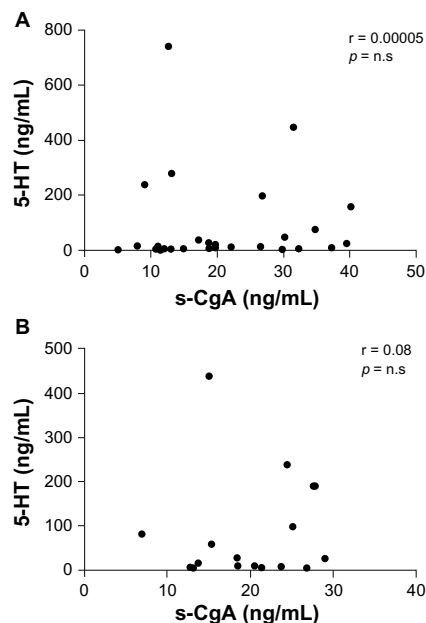 A
r = 0.00005
p = n.s
800
600
400
200
0
5-HT (ng/mL)
0 10 20 30 40 50
s-CgA (ng/mL)
B
r = 0.08
p = n.s
500
400
300
200
100
0
5-HT (ng/mL)
0 10 20 30 40
s-CgA (ng/mL)